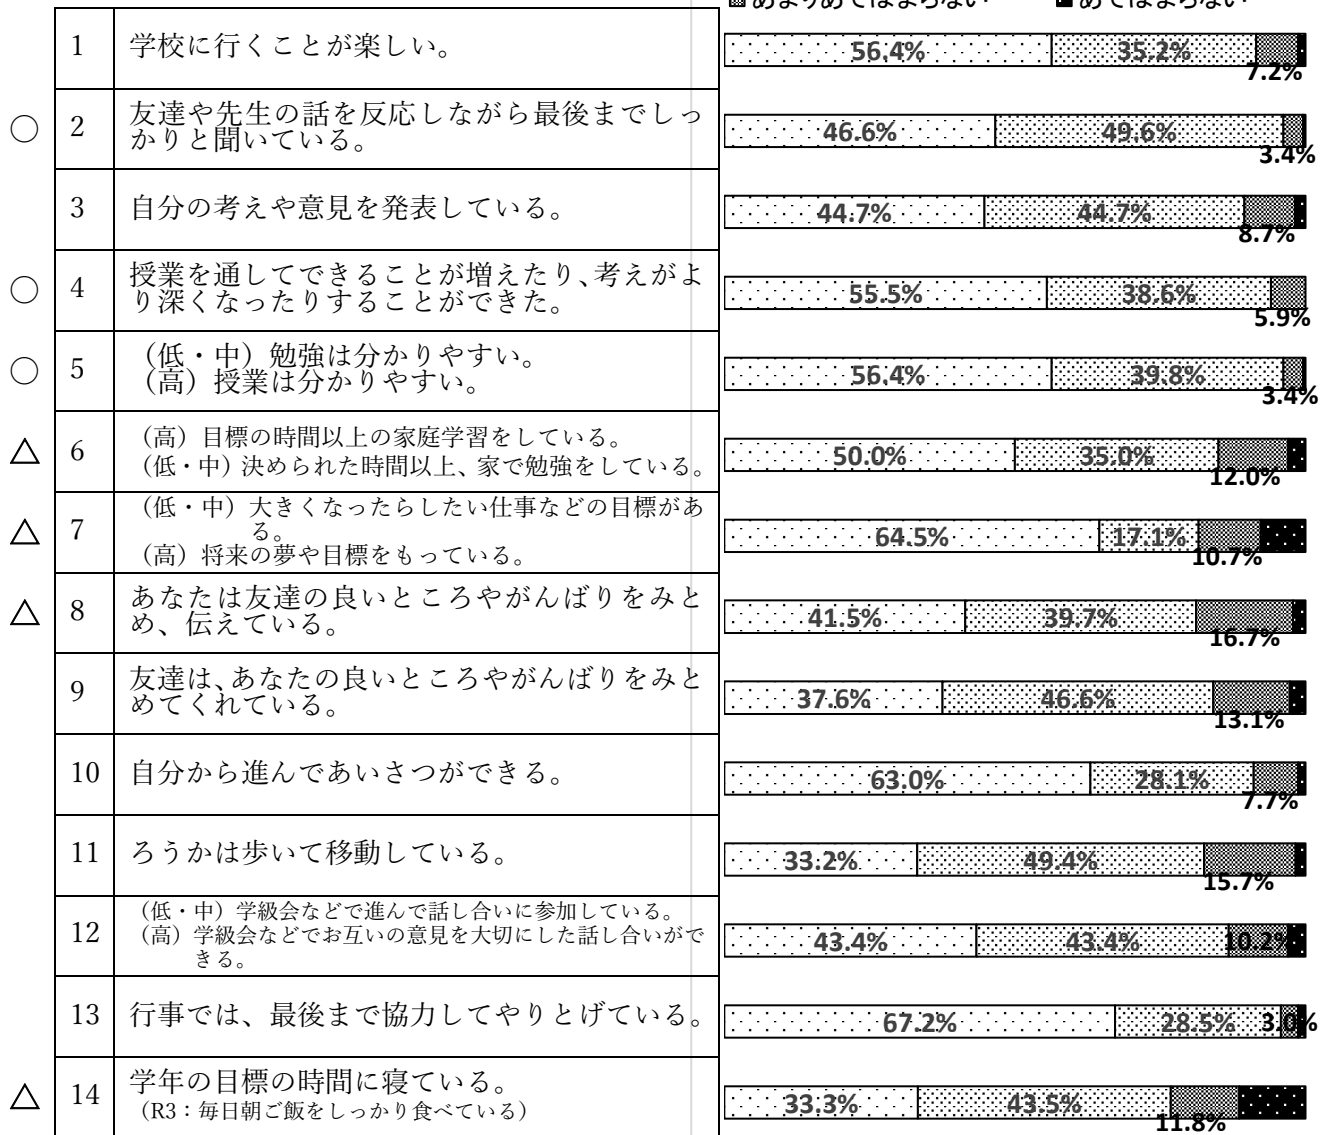 あまりあてはまらない あてはまらない
1 学校に行くことが楽しい。 56.4% 35.2% 7.2%
○ 2 友達や先生の話を反応しながら最後までしっ
かりと聞いている。 46.6% 49.6% 3.4%
3 自分の考えや意見を発表している。 44.7% 44.7% 8.7%
○ 4 授業を通してできることが増えたり、考えがよ
り深くなったりすることができた。 55.5% 38.6% 5.9%
○ 5 （低・中）勉強は分かりやすい。
（高）授業は分かりやすい。 56.4% 39.8% 3.4%
△ 6 （高）目標の時間以上の家庭学習をしている。
（低・中）決められた時間以上、家で勉強をしている。 50.0% 35.0% 12.0%
△ 7 （低・中）大きくなったらしたい仕事などの目標があ
る。
（高）将来の夢や目標をもっている。 64.5% 17.1% 10.7%
△ 8 あなたは友達の良いところやがんばりをみと
め、伝えている。 41.5% 39.7% 16.7%
9 友達は、あなたの良いところやがんばりをみと
めてくれている。 37.6% 46.6% 13.1%
10 自分から進んであいさつができる。 63.0% 28.1% 7.7%
11 ろうかは歩いて移動している。 33.2% 49.4% 15.7%
12 （低・中）学級会などで進んで話し合いに参加している。
（高）学級会などでお互いの意見を大切にした話し合いがで
きる。 43.4% 43.4% 10.2%
13 行事では、最後まで協力してやりとげている。 67.2% 28.5% 3.0%
△ 14 学年の目標の時間に寝ている。
（R3：毎日朝ご飯をしっかり食べている） 33.3% 43.5% 11.8%